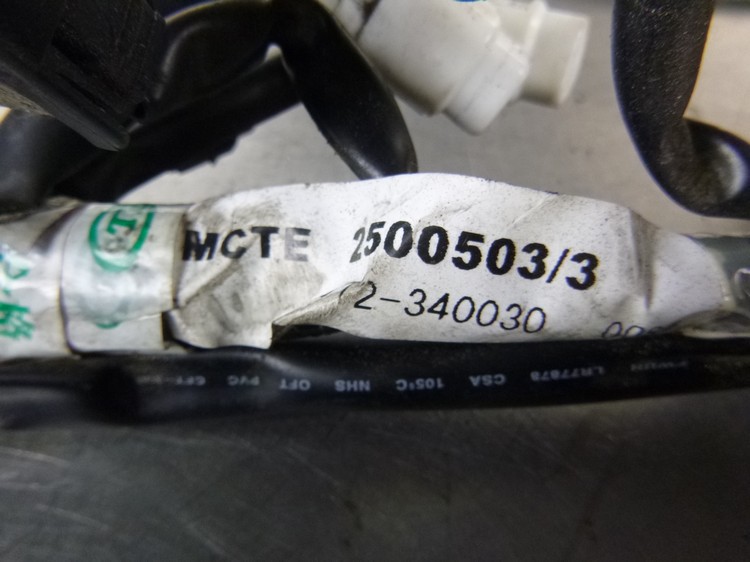 MCTE 2500503/3
2-340030
LR77878 CSA 105°C NHS OFT PVC